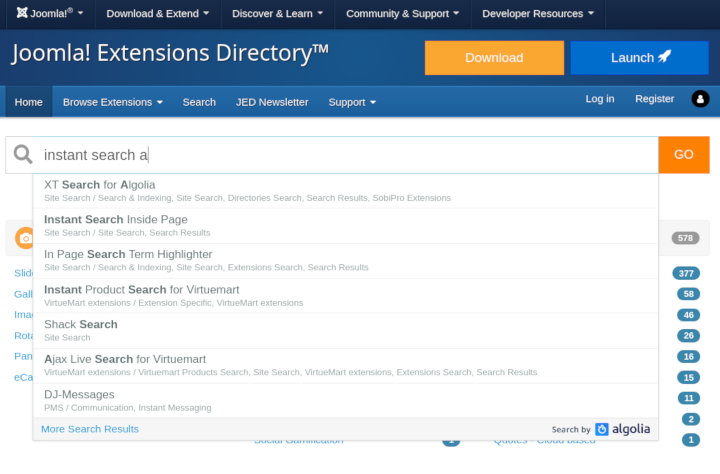 Joomla!® Download & Extend Discover & Learn Community & Support Developer Resources
Joomla! Extensions Directory™ Download Launch
Home Browse Extensions Search JED Newsletter Support Log in Register
instant search a GO
XT Search for Algolia
Site Search / Search & Indexing, Site Search, Directories Search, Search Results, SobiPro Extensions
Instant Search Inside Page
Site Search / Site Search, Search Results
578
In Page Search Term Highlighter
Site Search / Search & Indexing, Site Search, Extensions Search, Search Results
377
Instant Product Search for Virtuemart
58
VirtueMart extensions / Extension Specific, VirtueMart extensions
46
Shack Search
26
Site Search
Ajax Live Search for Virtuemart
16
VirtueMart extensions / Virtuemart Products Search, Site Search, VirtueMart extensions, Extensions Search, Search Results
15
DJ-Messages
11
PMS / Communication, Instant Messaging
2
More Search Results Search by algolia
Social Gamification 1 Quotes - Cloud based 1